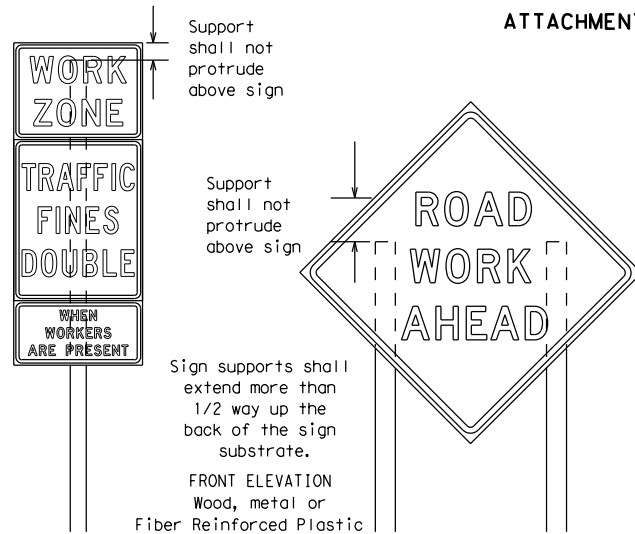 ATTACHMENT
Support
shall not
protrude
above sign
WORK
ZONE
TRAFFIC
FINES
DOUBLE
WHEN
WORKERS
ARE PRESENT
Support
shall not
protrude
above sign
ROAD
WORK
AHEAD
Sign supports shall
extend more than
1/2 way up the
back of the sign
substrate.
FRONT ELEVATION
Wood, metal or
Fiber Reinforced Plastic